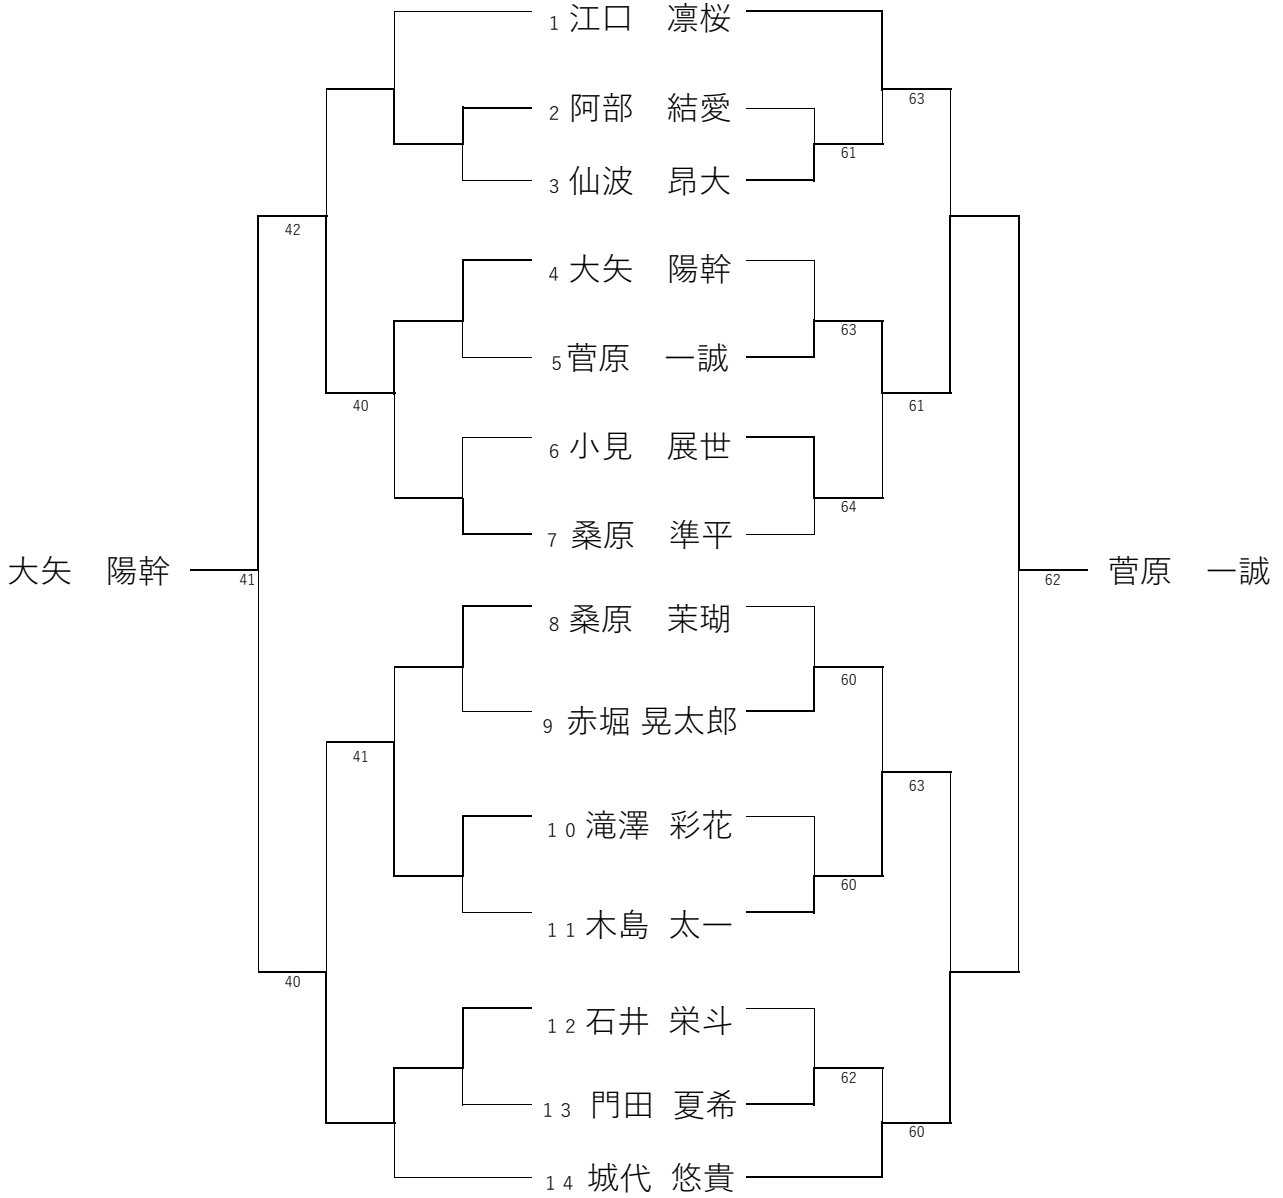 1 江口　凛桜
63
2 阿部　結愛
61
3 仙波　昂大
42
4 大矢　陽幹
63
5 菅原　一誠
40
61
6 小見　展世
64
7 桑原　準平
大矢　陽幹
41
62
菅原　一誠
8 桑原　茉瑚
60
9 赤堀 晃太郎
41
63
１０ 滝澤 彩花
60
１１ 木島 太一
40
１２ 石井 栄斗
62
１３ 門田 夏希
60
１４ 城代 悠貴